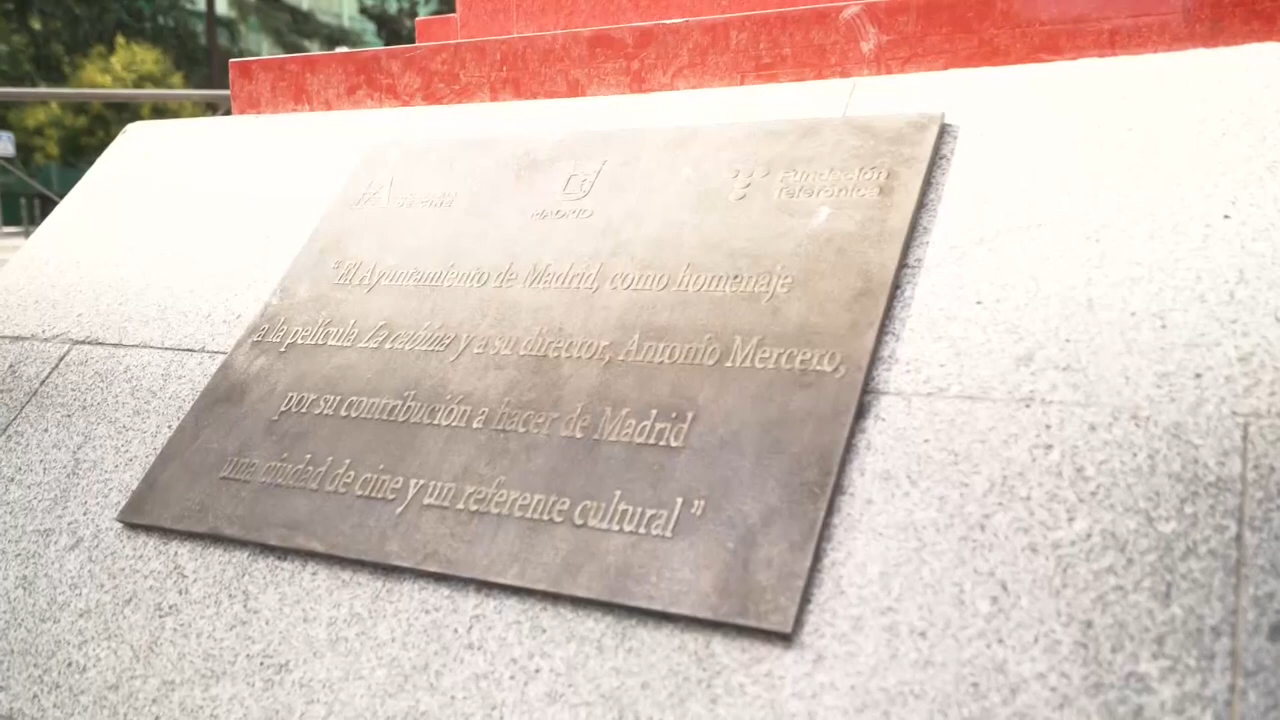 MADRID
Fundación
Telefónica
“El Ayuntamiento de Madrid, como homenaje
a la película La cabina y a su director, Antonio Mercero,
por su contribución a hacer de Madrid
una ciudad de cine y un referente cultural ”